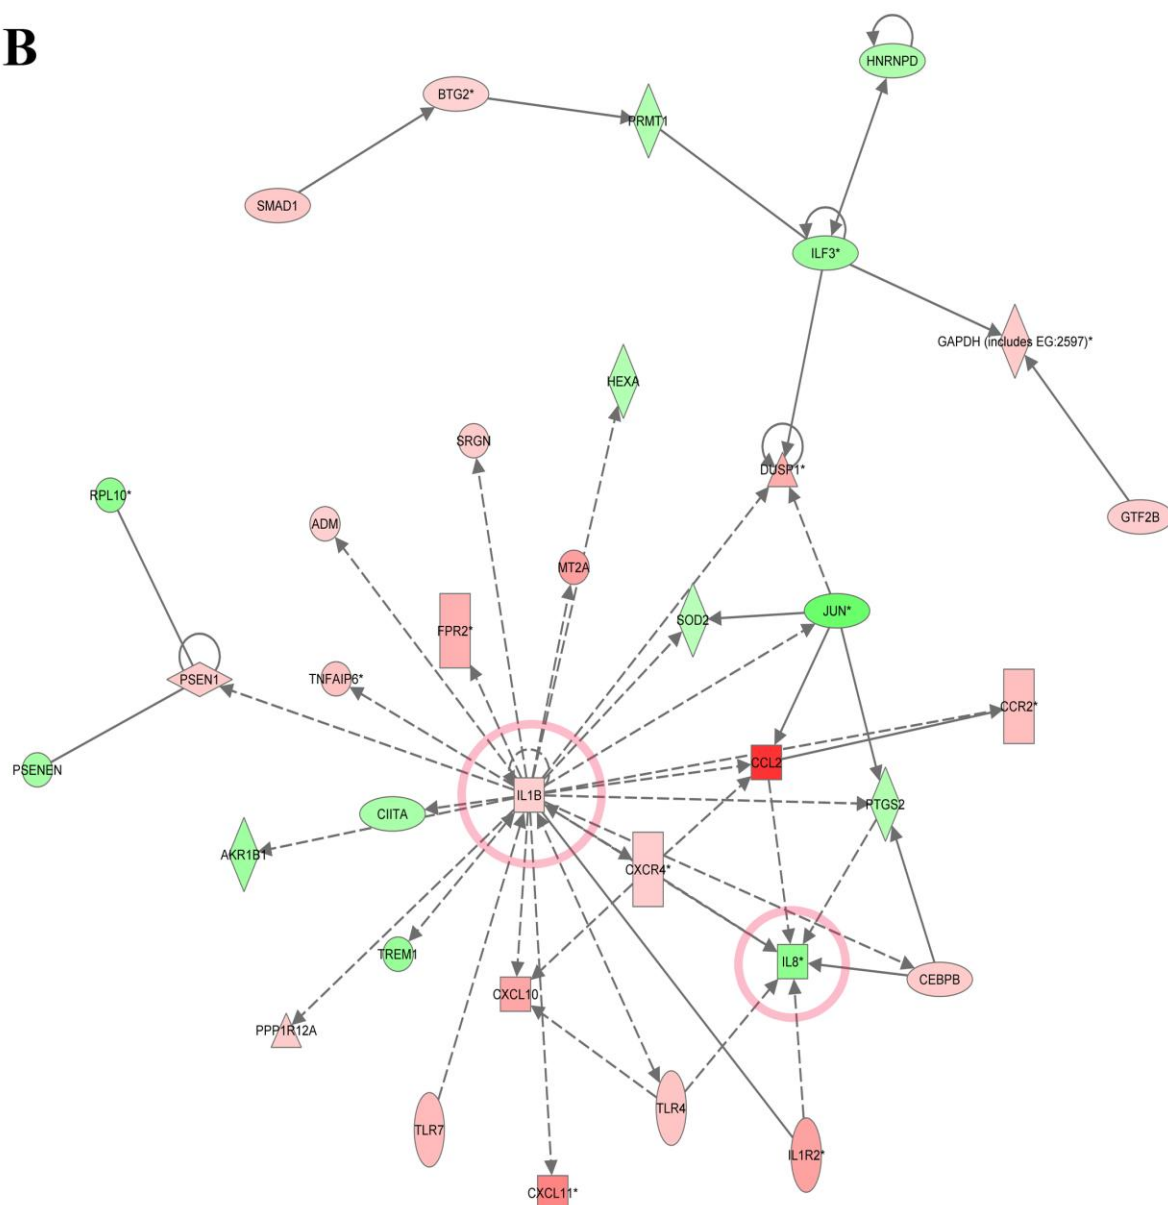 B
HNRNPD
BTG2*
PRMT1
SMAD1
ILF3*
GAPDH (includes EG:2597)*
HEXA
SRGN
DUSP1*
RPL10*
GTF2B
ADM
MT2A
JUN*
SOD2
FPR2*
TNFAIP6*
PSEN1
CCR2*
CCL2
PSENEN
IL1B
PTGS2
CIITA
AKR1B1
CXCR4*
TREM1
IL8*
CEBPB
CXCL10
PPP1R12A
TLR4
TLR7
IL1R2*
CXCL11*